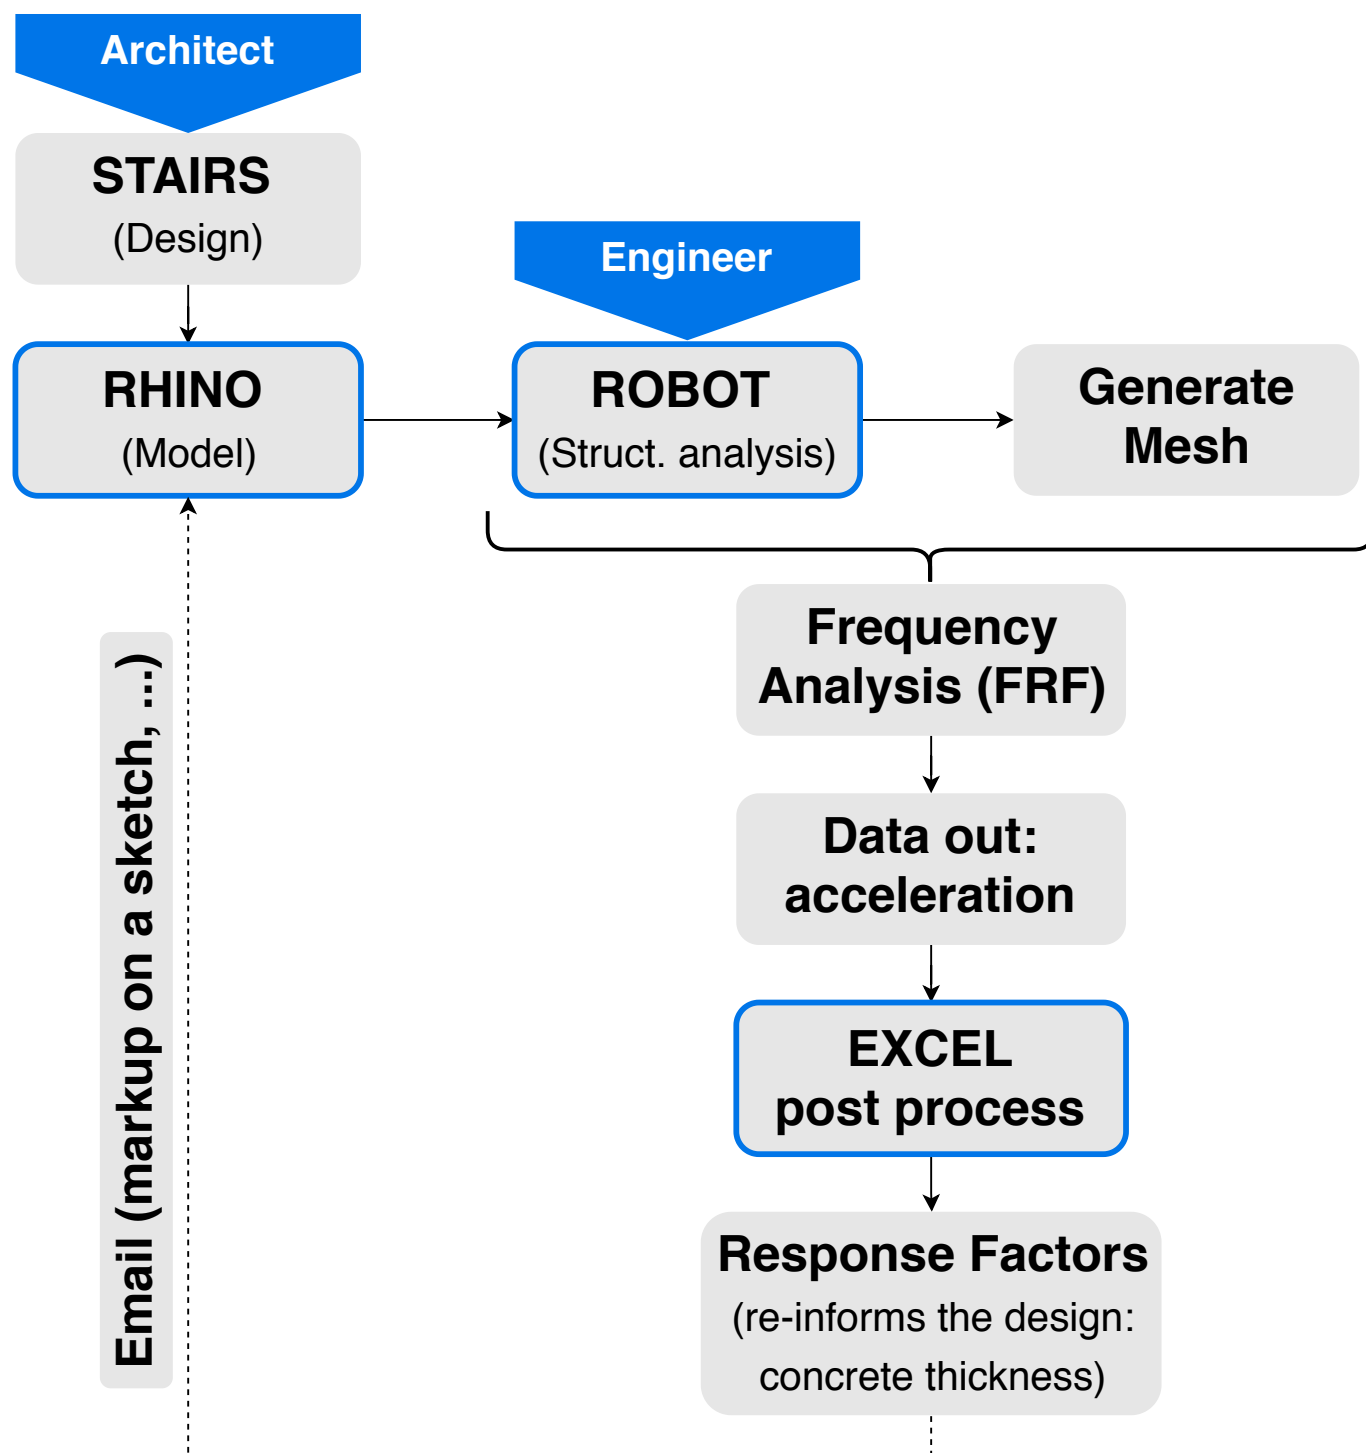 Architect
STAIRS
(Design)
Engineer
RHINO
(Model)
ROBOT
(Struct. analysis)
Generate
Mesh
Frequency
Analysis (FRF)
Data out:
acceleration
EXCEL
post process
Response Factors
(re-informs the design:
concrete thickness)
Email (markup on a sketch, ...)